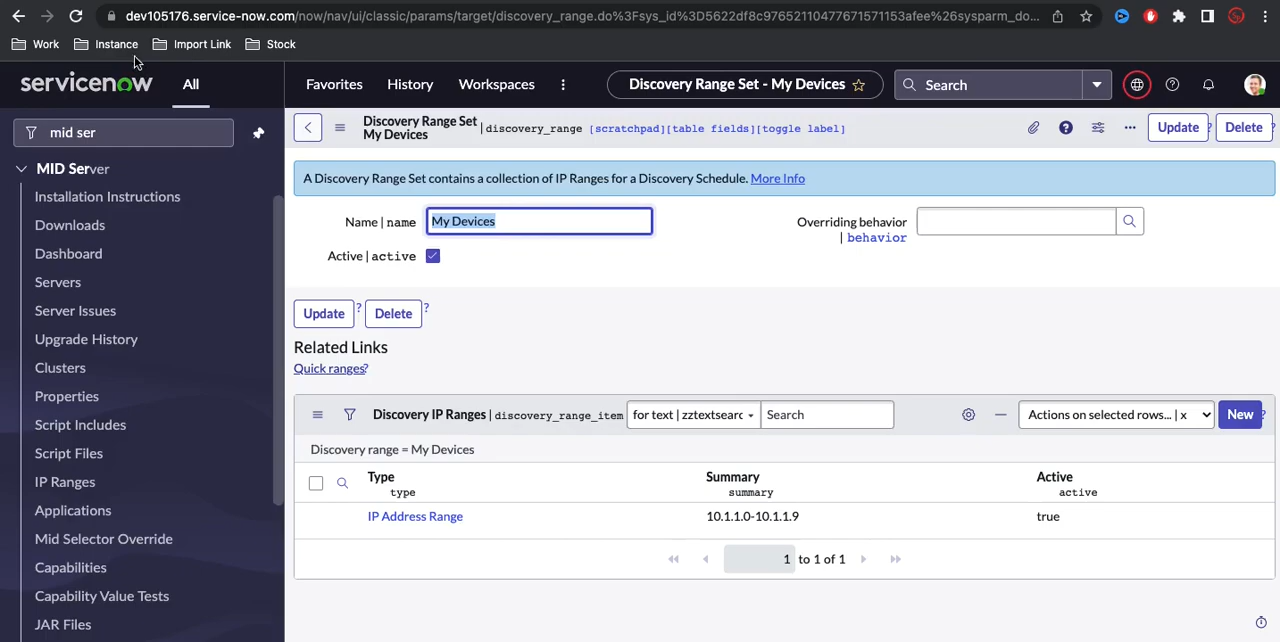 dev105176.service-now.com/now/nav/ui/classic/params/target/discovery_range.do%3Fsys_id%3D5622df8c97652110477671571153afee%26sysparm_do...
Work Instance Import Link Stock
servicenow All Favorites History Workspaces Discovery Range Set - My Devices Search
mid ser
MID Server
Installation Instructions
Downloads
Dashboard
Servers
Server Issues
Upgrade History
Clusters
Properties
Script Includes
Script Files
IP Ranges
Applications
Mid Selector Override
Capabilities
Capability Value Tests
JAR Files
Discovery Range Set
My Devices | discovery_range [scratchpad][table fields][toggle label] Update ? Delete ?
A Discovery Range Set contains a collection of IP Ranges for a Discovery Schedule. More Info
Name | name My Devices
Overriding behavior
| behavior
Active | active
Update ? Delete ?
Related Links
Quick ranges?
Discovery IP Ranges | discovery_range_item for text | zztextsearc Search Actions on selected rows... | x New ?
Discovery range = My Devices
Type Summary Active
type summary active
IP Address Range 10.1.1.0-10.1.1.9 true
1 to 1 of 1